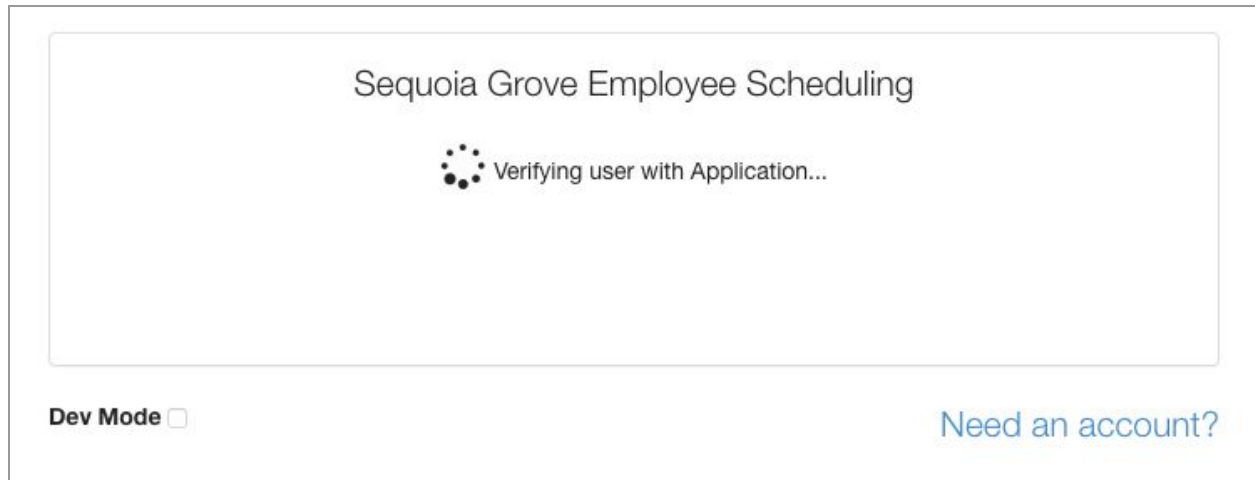 Sequoia Grove Employee Scheduling
Verifying user with Application...
Dev Mode
Need an account?